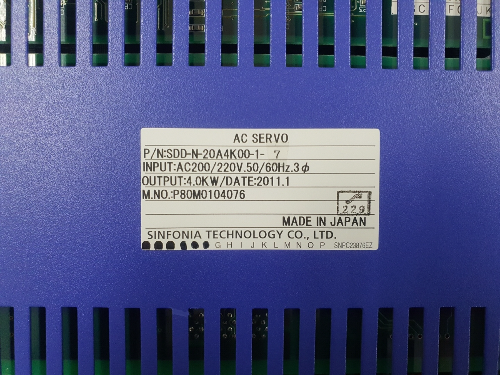 AC SERVO
P/N:SDD-N-20A4K00-1- 7
INPUT:AC200/220V.50/60Hz.3φ
OUTPUT:4.0KW/DATE:2011.1
M.NO.:P80M0104076
229
MADE IN JAPAN
SINFONIA TECHNOLOGY CO., LTD.
G H I J K L M N O P